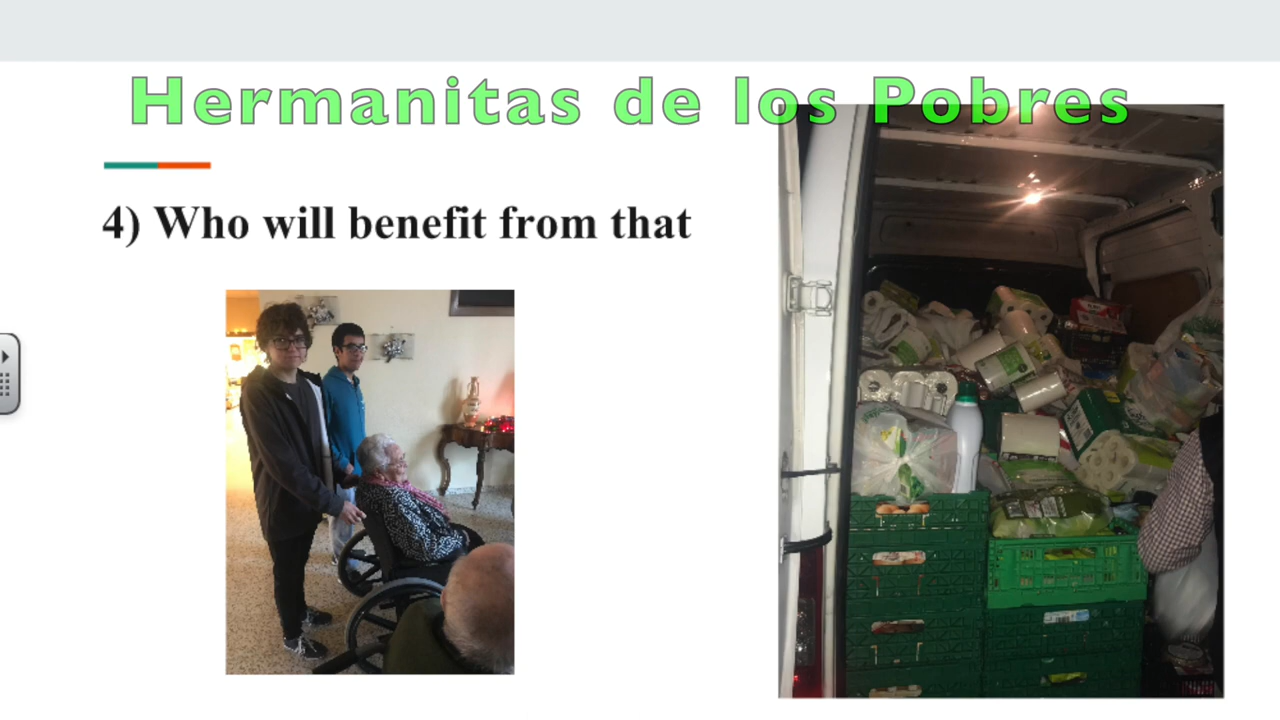 Hermanitas de los Pobres
4) Who will benefit from that